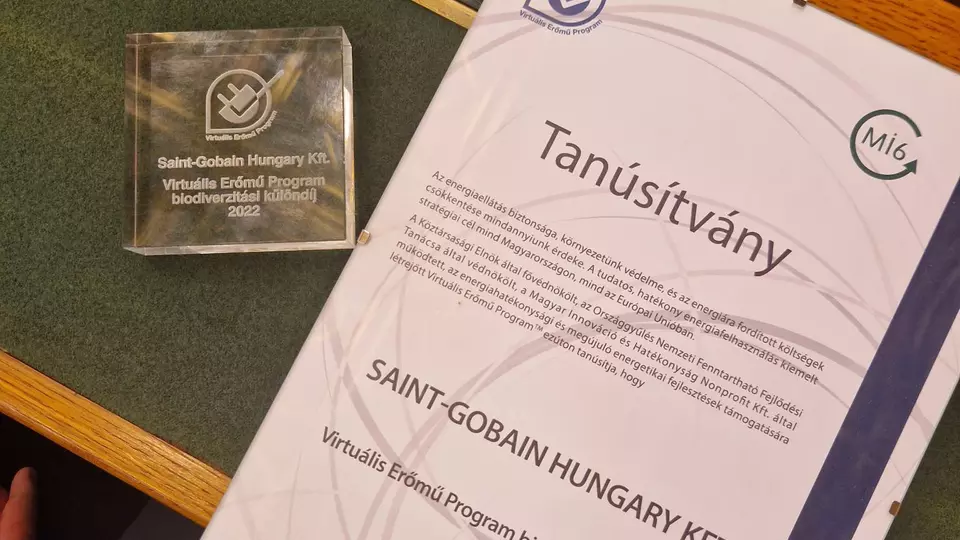 Virtuális Erőmű Program
Saint-Gobain Hungary Kft.
Virtuális Erőmű Program
biodiverzitási különdíj
2022
Virtuális Erőmű Program
Mi6
Tanúsítvány
Az energiaellátás biztonsága, környezetünk védelme, és az energiára fordított költségek
csökkentése mindannyiunk érdeke. A tudatos, hatékony energiafelhasználás kiemelt
stratégiai cél mind Magyarországon, mind az Európai Unióban.
A Köztársasági Elnök által fővédnökölt, az Országgyűlés Nemzeti Fenntartható Fejlődési
Tanácsa által védnökölt, a Magyar Innováció és Hatékonyság Nonprofit Kft. által
működtetett, az energiahatékonysági és megújuló energetikai fejlesztések támogatására
létrejött Virtuális Erőmű Program™ ezúton tanúsítja, hogy
SAINT-GOBAIN HUNGARY KFT
Virtuális Erőmű Program bi